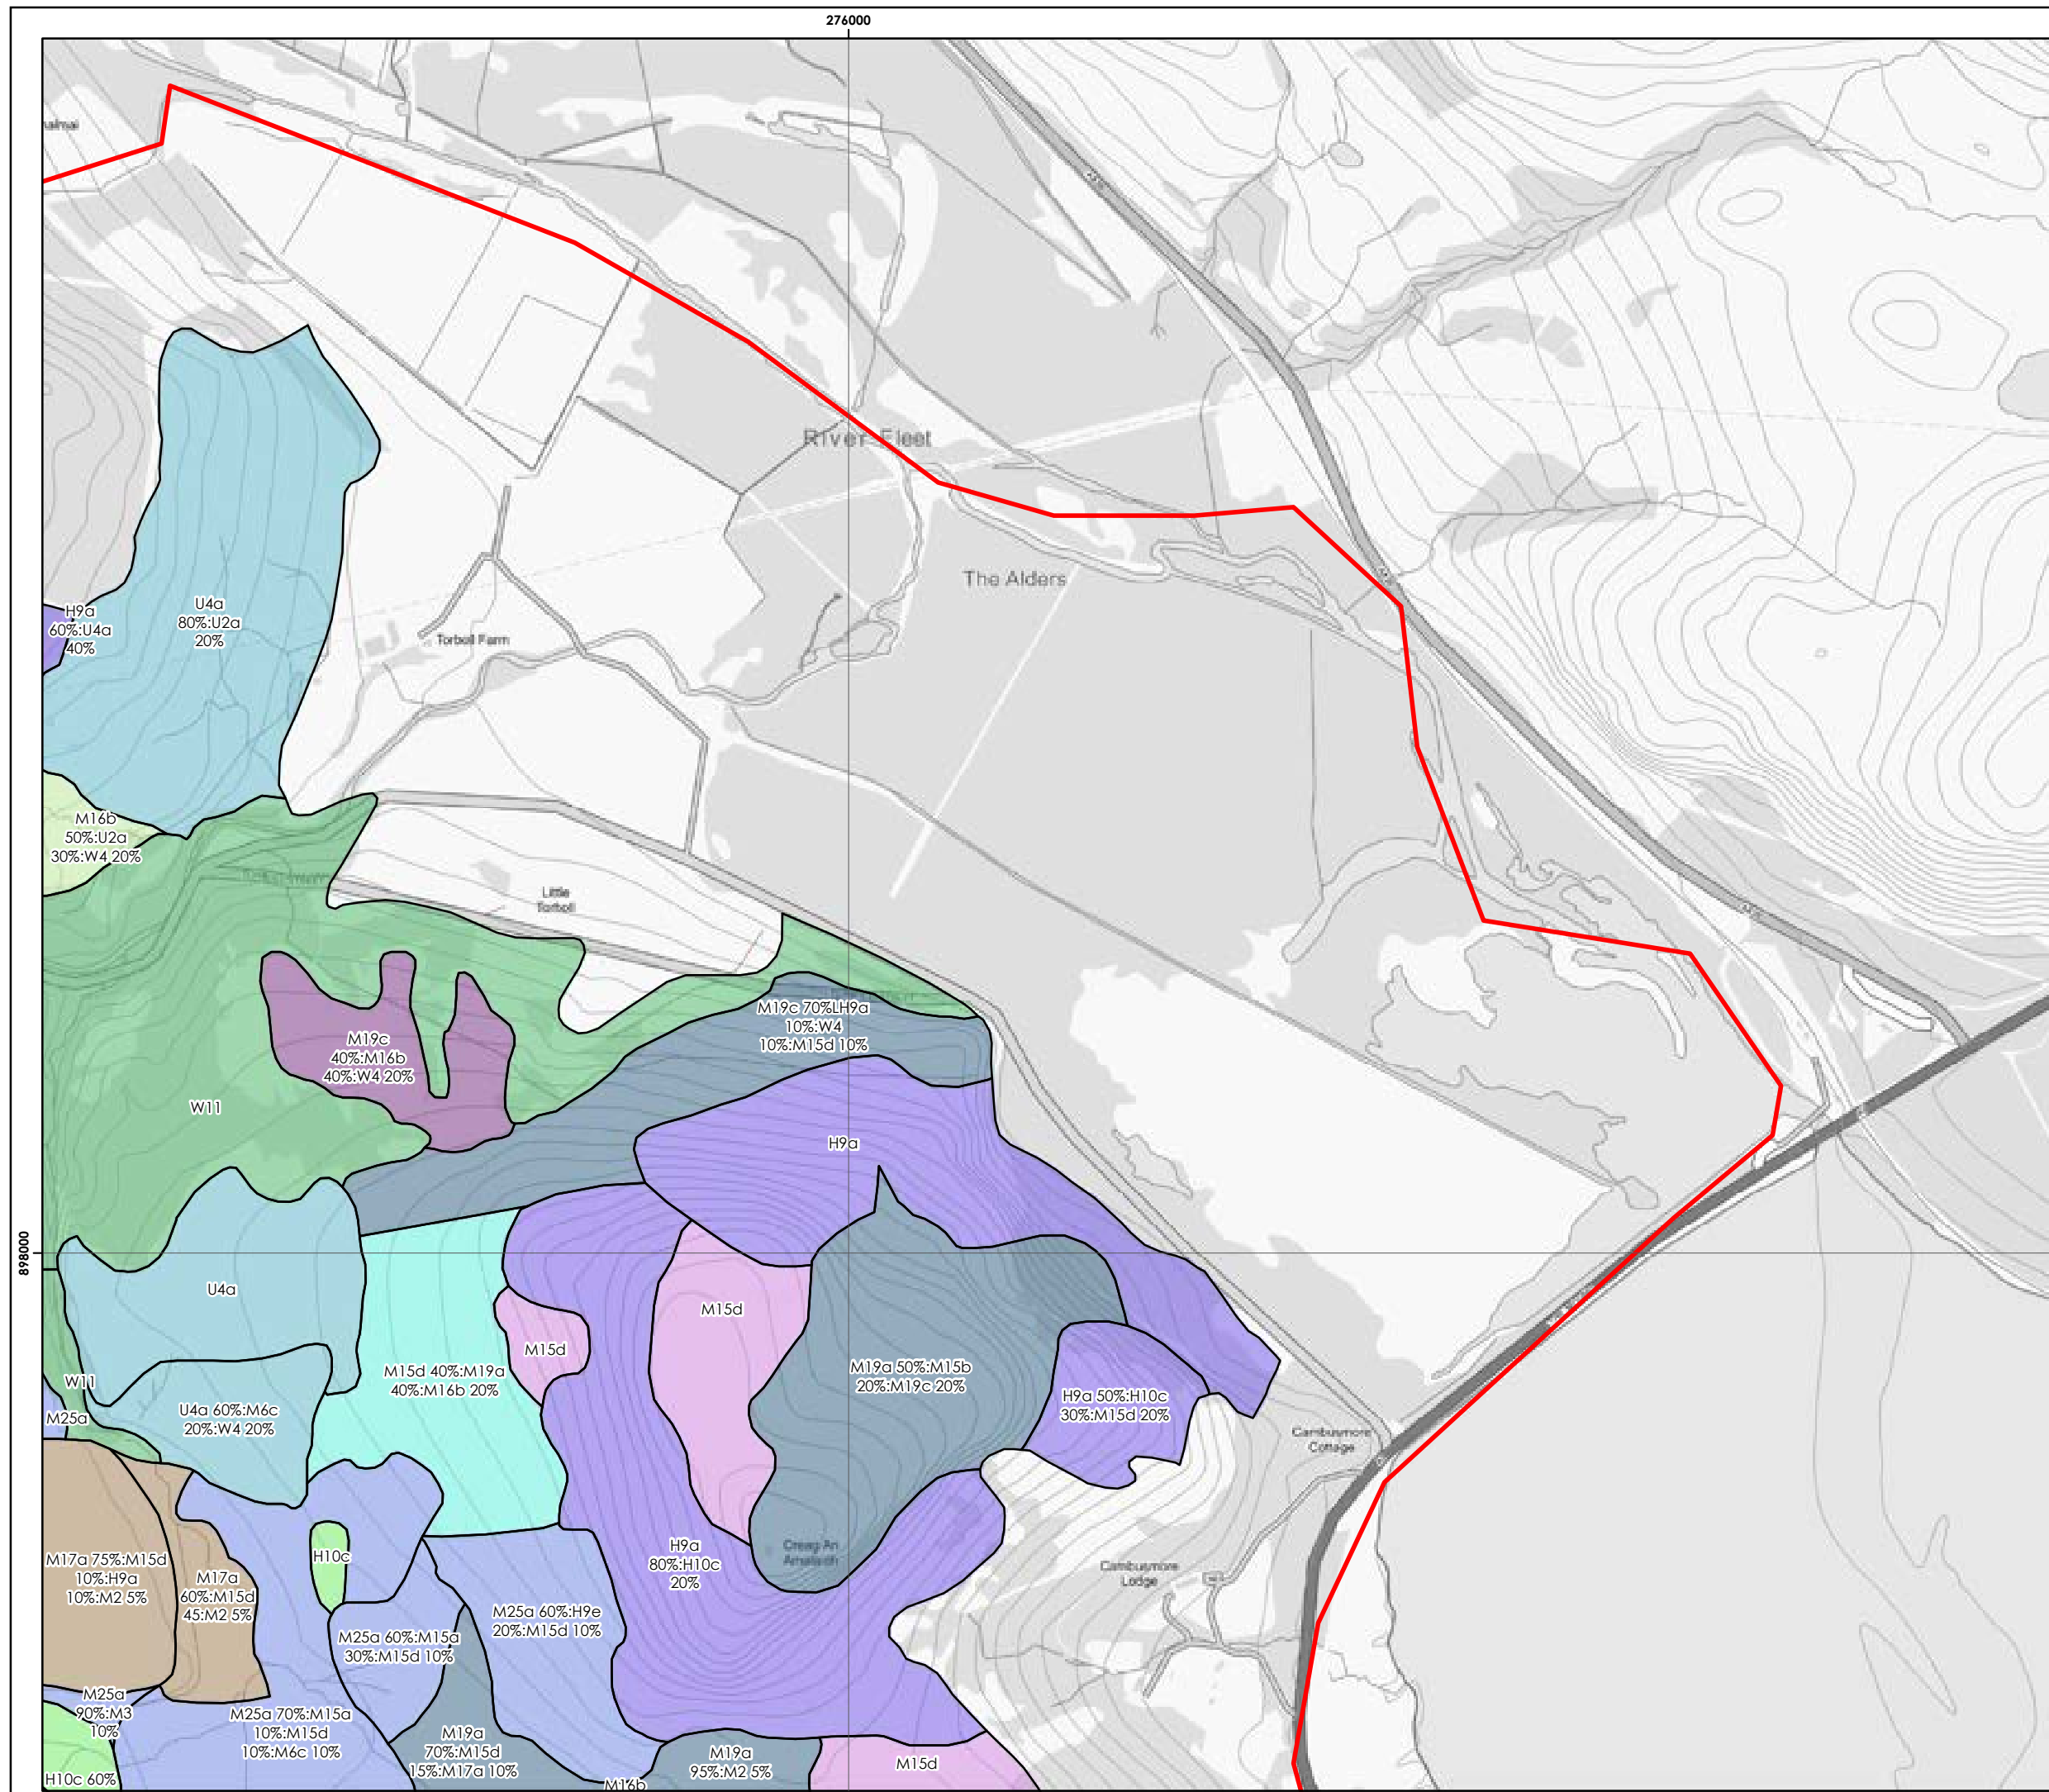 276000
River Fleet
The Alders
H9a
60%:U4a
40%
U4a
80%:U2a
20%
Torboll Farm
M16b
50%:U2a
30%:W4 20%
Little
Torboll
M19c 70%LH9a
10%:W4
10%:M15d 10%
M19c
40%:M16b
40%:W4 20%
W11
H9a
898000
U4a
M15d
M15d
M15d 40%:M19a
40%:M16b 20%
M19a 50%:M15b
20%:M19c 20%
W11
M25a
U4a 60%:M6c
20%:W4 20%
H9a 50%:H10c
30%:M15d 20%
Cambusmore
Cottage
M17a 75%:M15d
10%:H9a
10%:M2 5%
M17a
60%:M15d
45:M2 5%
H10c
H9a
80%:H10c
20%
Creag An
Cambusmore
Lodge
M25a 60%:M15a
30%:M15d 10%
M25a 60%:H9e
20%:M15d 10%
M25a
90%:M3
10%
M25a 70%:M15a
10%:M15d
10%:M6c 10%
M19a
70%:M15d
15%:M17a 10%
M19a
95%:M2 5%
M15d
H10c 60%
M16b